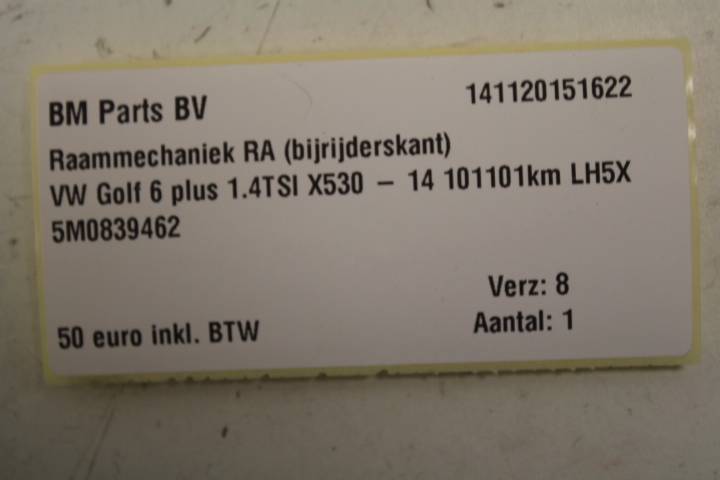 BM Parts BV 141120151622
Raammechaniek RA (bijrijderskant)
VW Golf 6 plus 1.4TSI X530 – 14 101101km LH5X
5M0839462
Verz: 8
50 euro inkl. BTW Aantal: 1